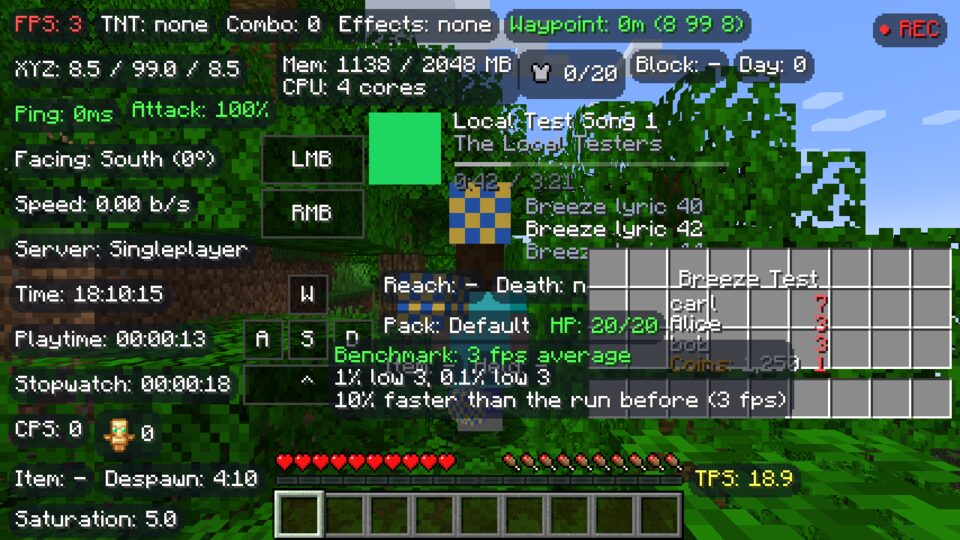 FPS: 3 TNT: none Combo: 0 Effects: none Waypoint: 0m (8 99 8)
REC
XYZ: 8.5 / 99.0 / 8.5
Mem: 1138 / 2048 MB
CPU: 4 cores
0/20
Block: - Day: 0
Ping: 0ms Attack: 100%
Local Test Song 1
The Local Testers
0:42 / 3:21
Facing: South (0°)
LMB
Speed: 0.00 b/s
RMB
Breeze lyric 40
Breeze lyric 42
Breeze
Server: Singleplayer
Time: 18:10:15
W
Reach: - Death: n
Breeze Test
carl 7
Alice 3
bob 3
Coins: 1,250 1
Playtime: 00:00:13
A S D
Pack: Default HP: 20/20
Benchmark: 3 fps average
1% low 3, 0.1% low 3
10% faster than the run before (3 fps)
Stopwatch: 00:00:18
^
CPS: 0
0
Item: - Despawn: 4:10
TPS: 18.9
Saturation: 5.0